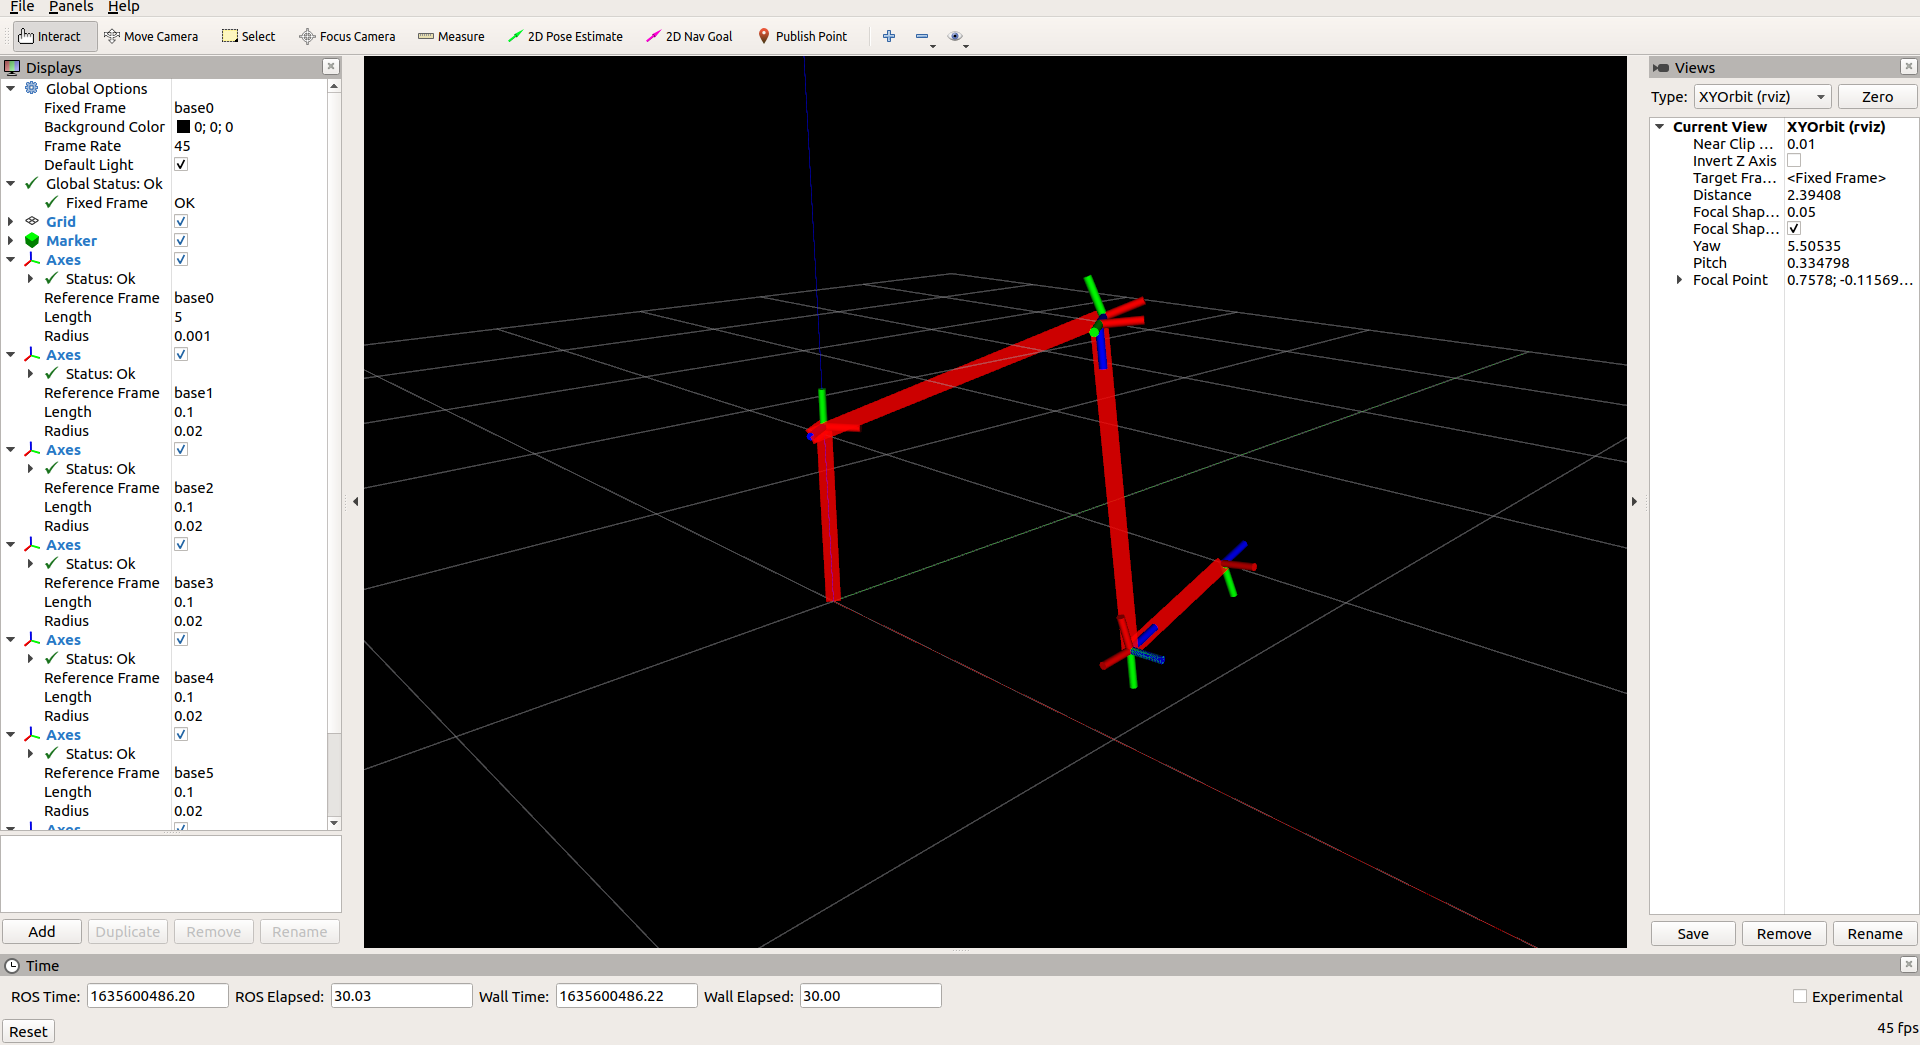 File Panels Help
Interact Move Camera Select Focus Camera Measure 2D Pose Estimate 2D Nav Goal Publish Point
Displays
Global Options
Fixed Frame base0
Background Color 0; 0; 0
Frame Rate 45
Default Light
Global Status: Ok
Fixed Frame OK
Grid
Marker
Axes
Status: Ok
Reference Frame base0
Length 5
Radius 0.001
Axes
Status: Ok
Reference Frame base1
Length 0.1
Radius 0.02
Axes
Status: Ok
Reference Frame base2
Length 0.1
Radius 0.02
Axes
Status: Ok
Reference Frame base3
Length 0.1
Radius 0.02
Axes
Status: Ok
Reference Frame base4
Length 0.1
Radius 0.02
Axes
Status: Ok
Reference Frame base5
Length 0.1
Radius 0.02
Axes
Add Duplicate Remove Rename
Views
Type: XYOrbit (rviz) Zero
Current View XYOrbit (rviz)
Near Clip ... 0.01
Invert Z Axis
Target Fra... <Fixed Frame>
Distance 2.39408
Focal Shap... 0.05
Focal Shap...
Yaw 5.50535
Pitch 0.334798
Focal Point 0.7578; -0.11569...
Save Remove Rename
Time
ROS Time: 1635600486.20 ROS Elapsed: 30.03 Wall Time: 1635600486.22 Wall Elapsed: 30.00 Experimental
Reset 45 fps